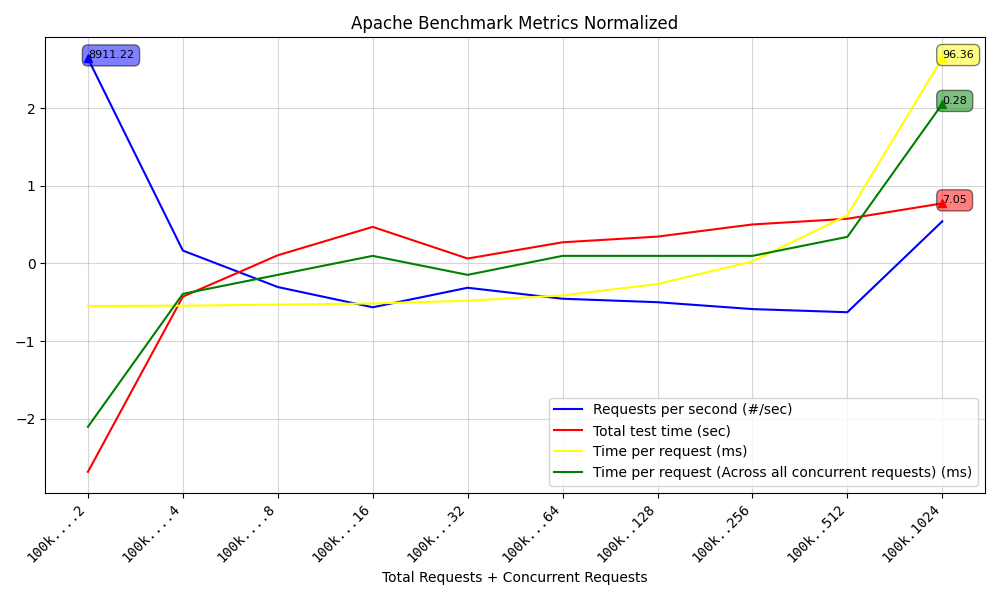 Apache Benchmark Metrics Normalized
8911.22
96.36
0.28
7.05
2
1
0
−1
−2
Requests per second (#/sec)
Total test time (sec)
Time per request (ms)
Time per request (Across all concurrent requests) (ms)
100k....2
100k....4
100k....8
100k...16
100k...32
100k...64
100k..128
100k..256
100k..512
100k.1024
Total Requests + Concurrent Requests